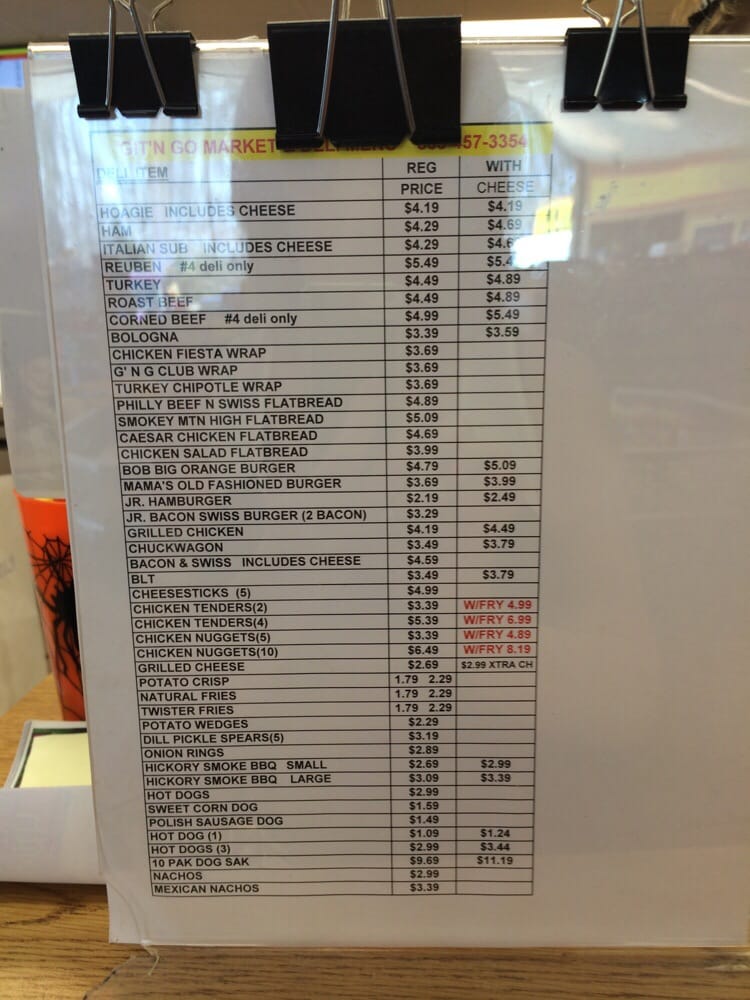 GIT'N GO MARKET DELI MENU 457-3354
DELI ITEM REG WITH
PRICE CHEESE
HOAGIE INCLUDES CHEESE $4.19 $4.19
HAM $4.29 $4.69
ITALIAN SUB INCLUDES CHEESE $4.29
REUBEN #4 deli only $5.49
TURKEY $4.49 $4.89
ROAST BEEF $4.49 $4.89
CORNED BEEF #4 deli only $4.99 $5.49
BOLOGNA $3.39 $3.59
CHICKEN FIESTA WRAP $3.69
G' N G CLUB WRAP $3.69
TURKEY CHIPOTLE WRAP $3.69
PHILLY BEEF N SWISS FLATBREAD $4.89
SMOKEY MTN HIGH FLATBREAD $5.09
CAESAR CHICKEN FLATBREAD $4.69
CHICKEN SALAD FLATBREAD $3.99
BOB BIG ORANGE BURGER $4.79 $5.09
MAMA'S OLD FASHIONED BURGER $3.69 $3.99
JR. HAMBURGER $2.19 $2.49
JR. BACON SWISS BURGER (2 BACON) $3.29
GRILLED CHICKEN $4.19 $4.49
CHUCKWAGON $3.49 $3.79
BACON & SWISS INCLUDES CHEESE $4.59
BLT $3.49 $3.79
CHEESESTICKS (5) $4.99
CHICKEN TENDERS(2) $3.39 W/FRY 4.99
CHICKEN TENDERS(4) $5.39 W/FRY 6.99
CHICKEN NUGGETS(5) $3.39 W/FRY 4.89
CHICKEN NUGGETS(10) $6.49 W/FRY 8.19
GRILLED CHEESE $2.69 $2.99 XTRA CH
POTATO CRISP 1.79 2.29
NATURAL FRIES 1.79 2.29
TWISTER FRIES 1.79 2.29
POTATO WEDGES $2.29
DILL PICKLE SPEARS(5) $3.19
ONION RINGS $2.89
HICKORY SMOKE BBQ SMALL $2.69 $2.99
HICKORY SMOKE BBQ LARGE $3.09 $3.39
HOT DOGS $2.99
SWEET CORN DOG $1.59
POLISH SAUSAGE DOG $1.49
HOT DOG (1) $1.09 $1.24
HOT DOGS (3) $2.99 $3.44
10 PAK DOG SAK $9.69 $11.19
NACHOS $2.99
MEXICAN NACHOS $3.39